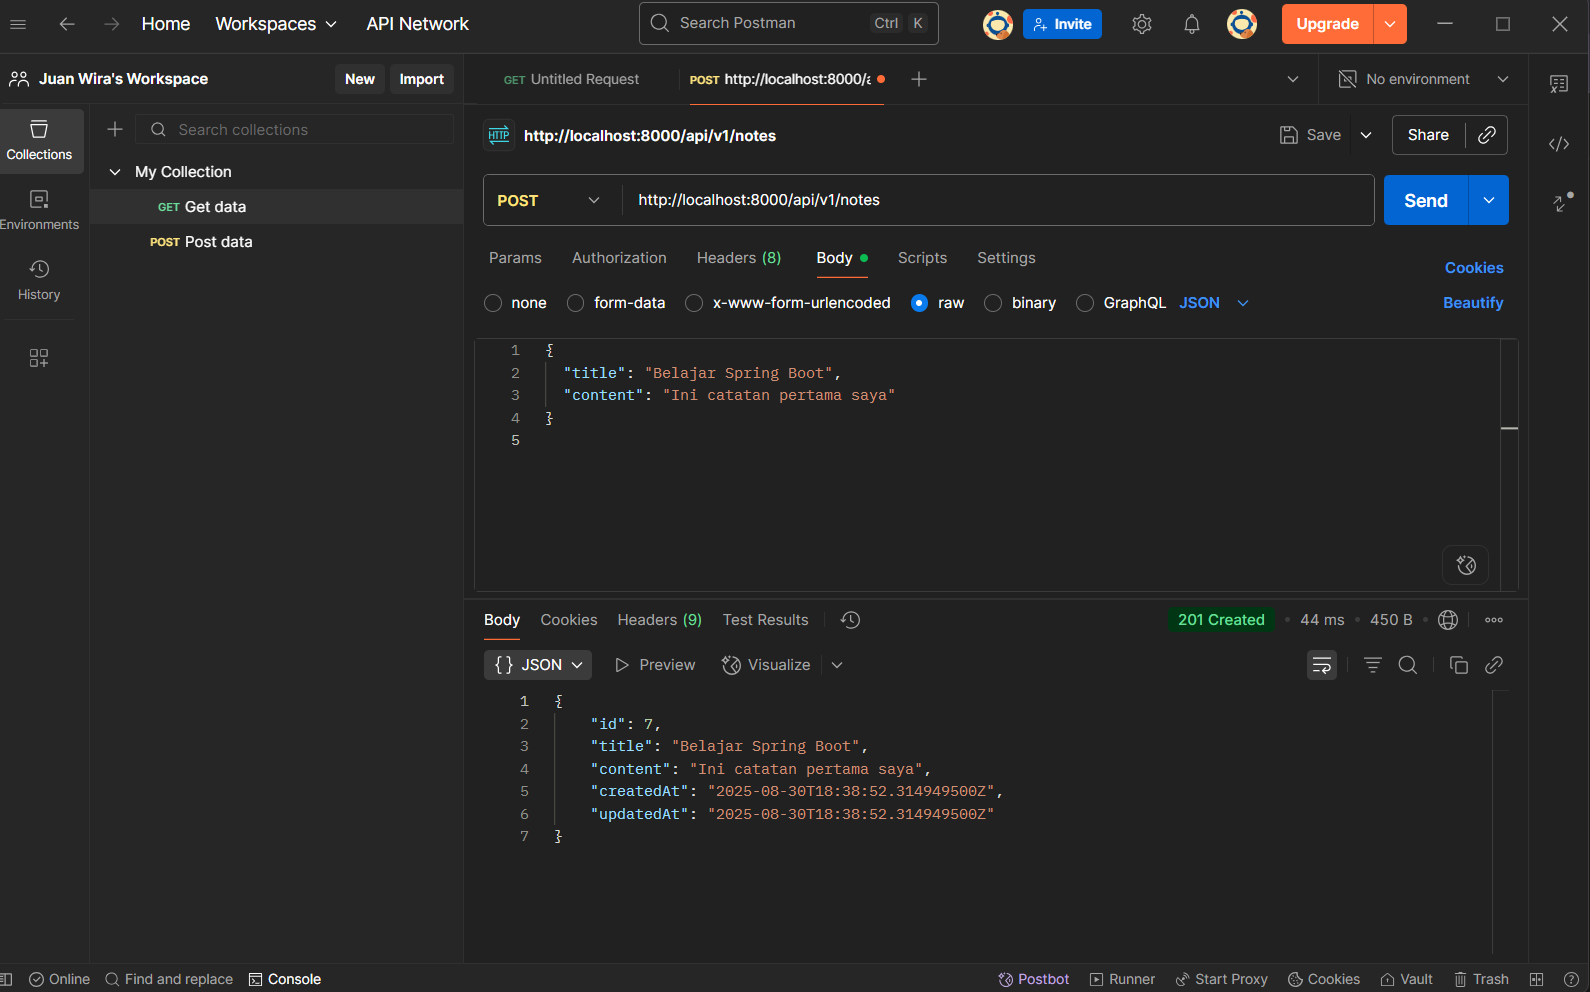 Home Workspaces API Network Search Postman Ctrl K Invite Upgrade
Juan Wira's Workspace New Import
GET Untitled Request POST http://localhost:8000/a No environment
Collections
Environments
History
Search collections
My Collection
GET Get data
POST Post data
HTTP http://localhost:8000/api/v1/notes Save Share
POST http://localhost:8000/api/v1/notes Send
Params Authorization Headers (8) Body Scripts Settings Cookies
none form-data x-www-form-urlencoded raw binary GraphQL JSON Beautify
1 {
2 "title": "Belajar Spring Boot",
3 "content": "Ini catatan pertama saya"
4 }
5
Body Cookies Headers (9) Test Results 201 Created 44 ms 450 B
{} JSON Preview Visualize
1 {
2 "id": 7,
3 "title": "Belajar Spring Boot",
4 "content": "Ini catatan pertama saya",
5 "createdAt": "2025-08-30T18:38:52.314949500Z",
6 "updatedAt": "2025-08-30T18:38:52.314949500Z"
7 }
Online Find and replace Console Postbot Runner Start Proxy Cookies Vault Trash